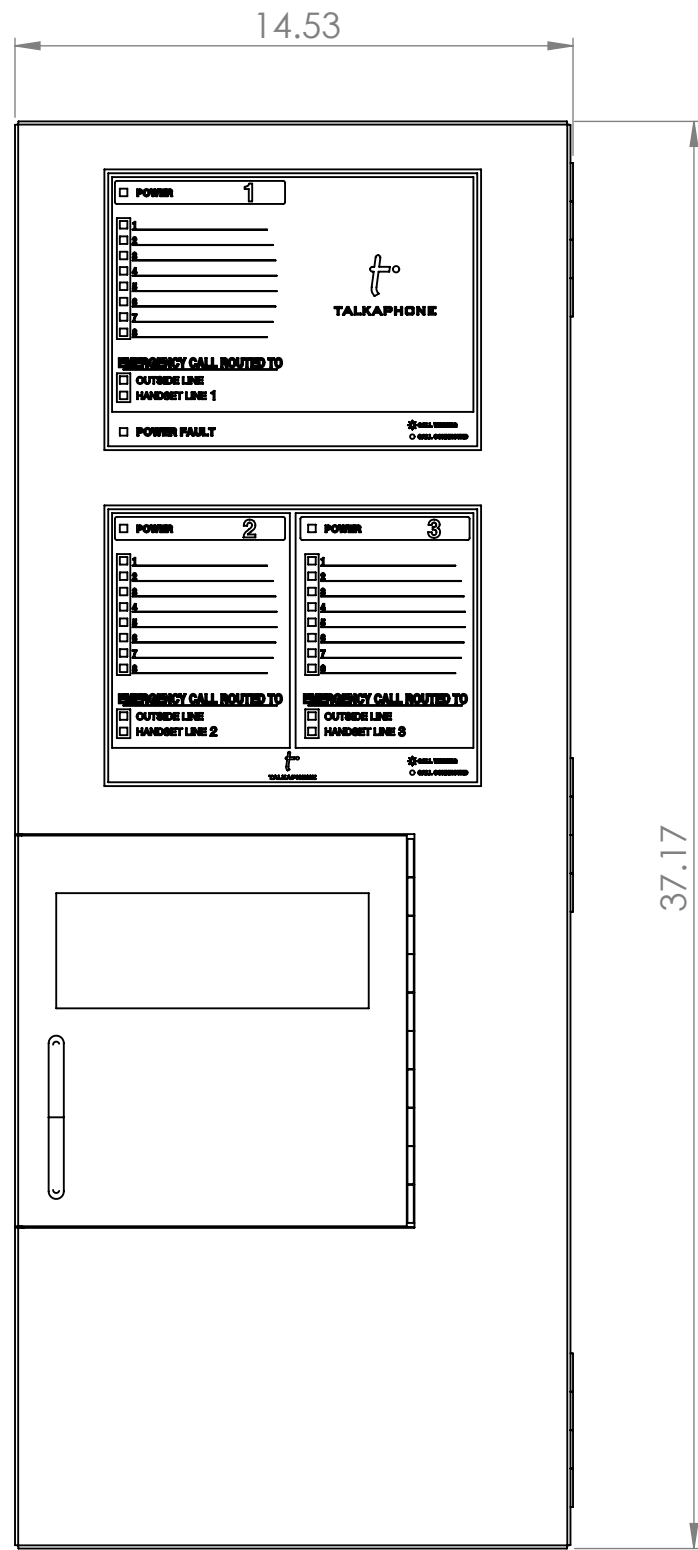 14.53
POWER 1
1
2
3
4
5
6
7
8
TALKAPHONE
EMERGENCY CALL ROUTED TO
OUTSIDE LINE
HANDSET LINE 1
POWER FAULT
POWER 2
1
2
3
4
5
6
7
8
EMERGENCY CALL ROUTED TO
OUTSIDE LINE
HANDSET LINE 2
POWER 3
1
2
3
4
5
6
7
8
EMERGENCY CALL ROUTED TO
OUTSIDE LINE
HANDSET LINE 3
TALKAPHONE
37.17